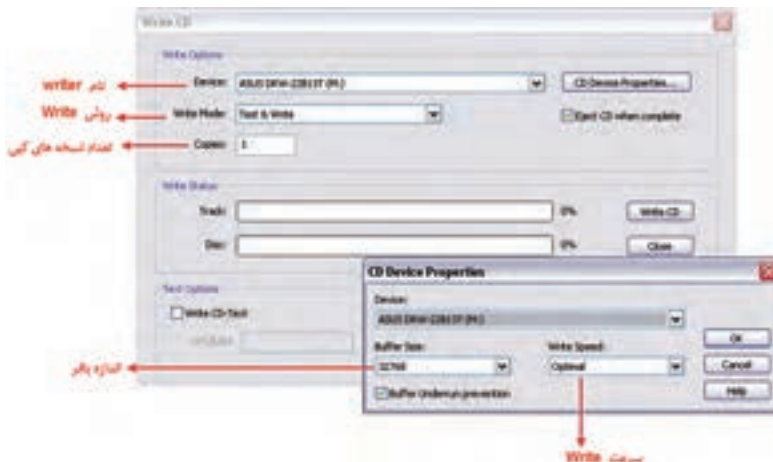 Write CD
Write Options
نام writer
Device:
ASUS DRW-22B1ST (M:)
CD Device Properties...
روش Write
Write Mode:
Test & Write
Eject CD when complete
تعداد نسخه های کپی
Copies:
1
Write Status
Track:
0%
Write CD
Disc:
0%
Close
CD Device Properties
Text Options
Device:
Write CD-Text
ASUS DRW-22B1ST (M:)
Buffer Size:
Write Speed:
OK
اندازه بافر
32768
Optimal
Cancel
Buffer Underrun prevention
Help
سرعت Write